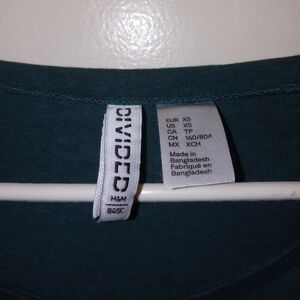 DIVIDED
H&M
BASIC
EUR XS
US XS
CA TP
CN 160/80A
MX XCH
Made in
Bangladesh
Fabriqué en
Bangladesh